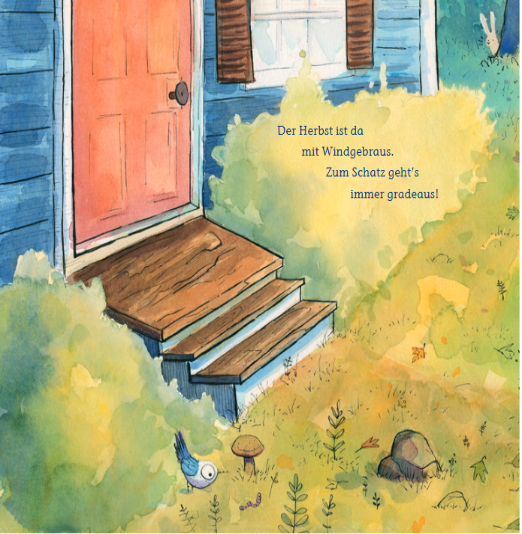 Der Herbst ist da
mit Windgebraus.
Zum Schatz geht's
immer gradeaus!